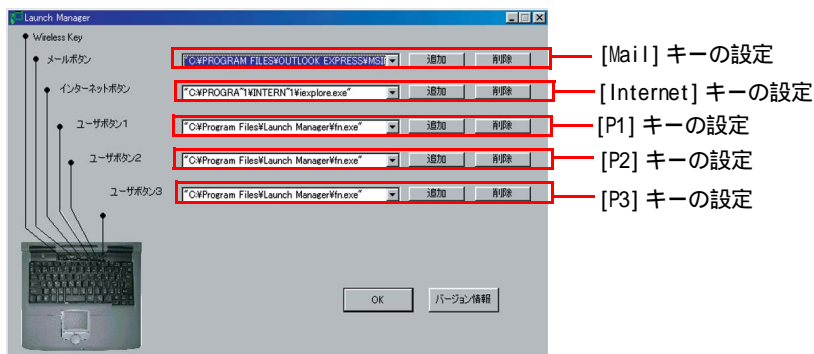 Launch Manager
Wireless Key
メールボタン "C:¥PROGRAM FILES¥OUTLOOK EXPRESS¥MSI 追加 削除 [Mail] キーの設定
インターネットボタン "C:¥PROGRA~1¥INTERN~1¥iexplore.exe" 追加 削除 [Internet] キーの設定
ユーザボタン1 "C:¥Program Files¥Launch Manager¥fn.exe" 追加 削除 [P1] キーの設定
ユーザボタン2 "C:¥Program Files¥Launch Manager¥fn.exe" 追加 削除 [P2] キーの設定
ユーザボタン3 "C:¥Program Files¥Launch Manager¥fn.exe" 追加 削除 [P3] キーの設定
OK バージョン情報